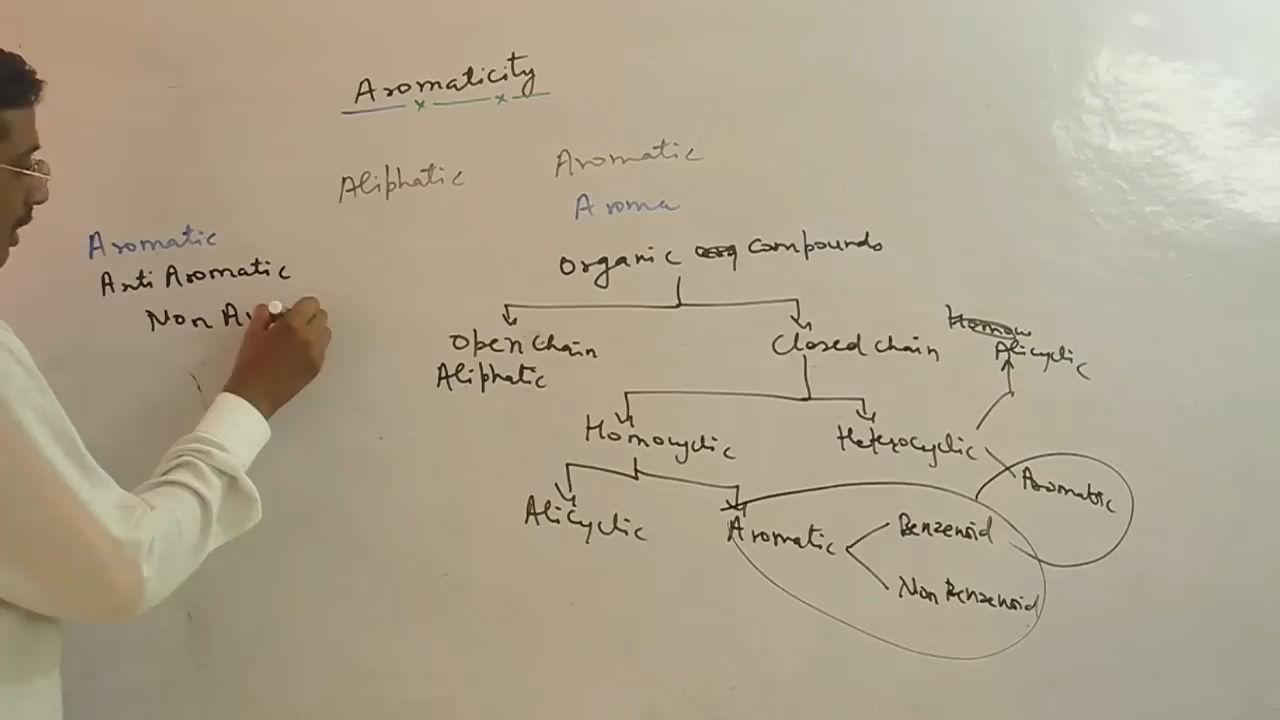 Aromaticity
Aliphatic Aromatic
Aroma
Aromatic
Anti Aromatic
Non Ar
Organic compounds
Open chain
Aliphatic
Closed chain
Alicyclic
Homocyclic
Heterocyclic
Aromatic
Alicyclic
Aromatic
Benzenoid
Non Benzenoid